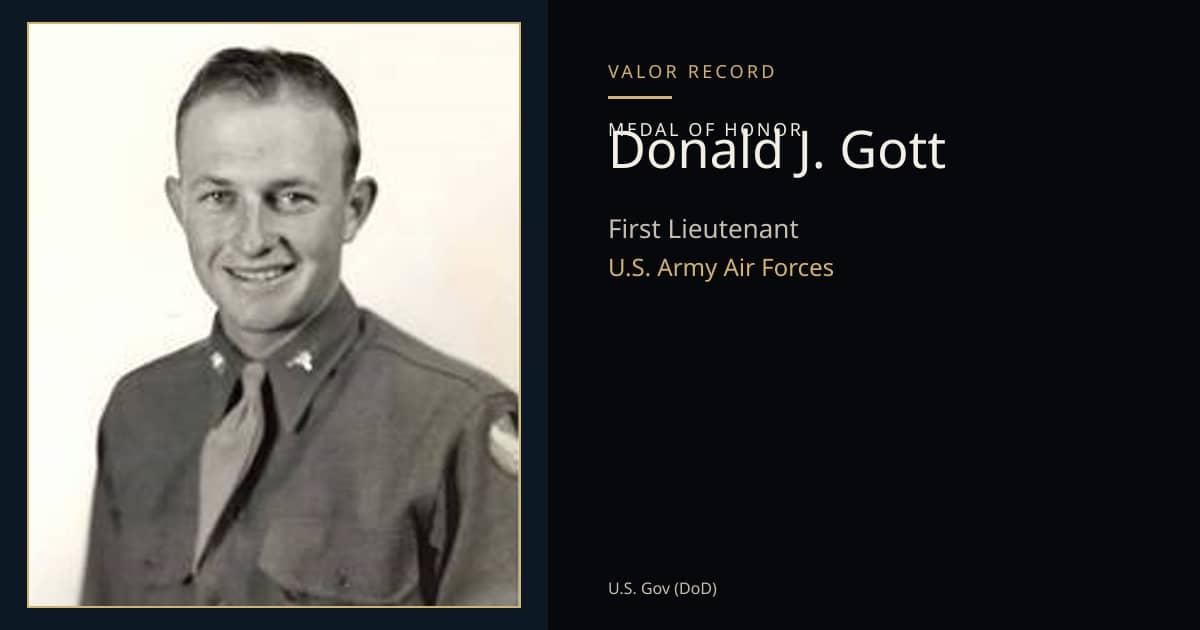 VALOR RECORD
MEDAL OF HONOR
Donald J. Gott
First Lieutenant
U.S. Army Air Forces
U.S. Gov (DoD)